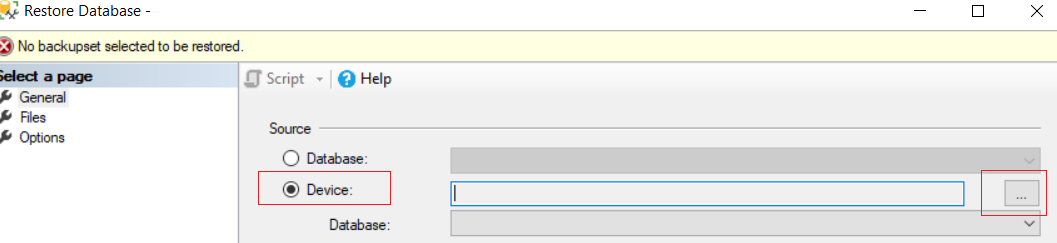 Restore Database -
No backupset selected to be restored.
Select a page
General
Files
Options
Script
Help
Source
Database:
Device:
...
Database: